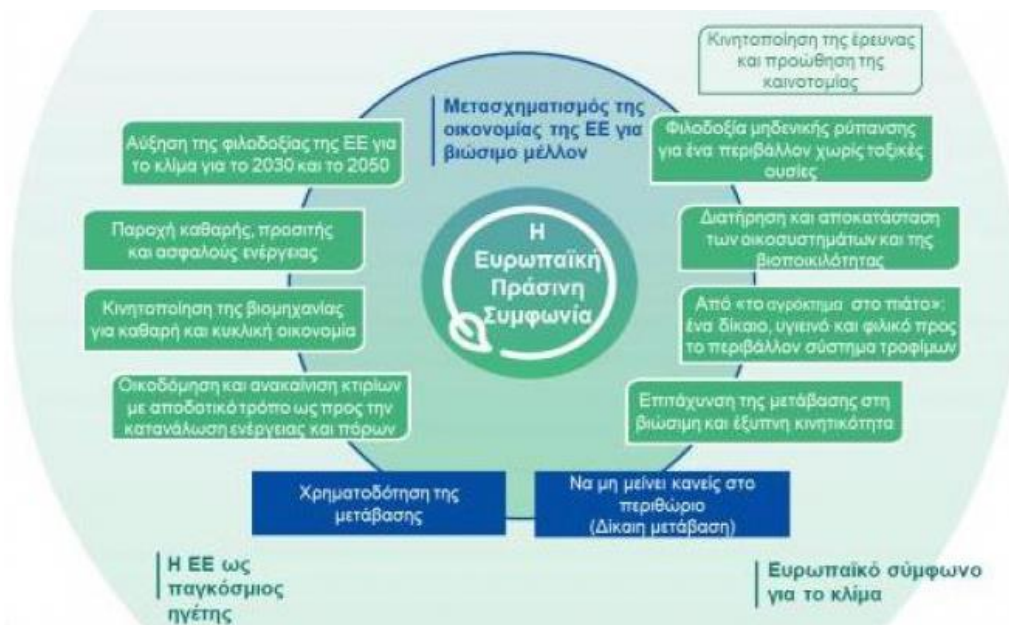 Κινητοποίηση της έρευνας
και προώθηση της
καινοτομίας
Μετασχηματισμός της
οικονομίας της ΕΕ για
βιώσιμο μέλλον
Αύξηση της φιλοδοξίας της ΕΕ για
το κλίμα για το 2030 και το 2050
Φιλοδοξία μηδενικής ρύπανσης
για ένα περιβάλλον χωρίς τοξικές
ουσίες
Παροχή καθαρής, προσιτής
και ασφαλούς ενέργειας
Η
Ευρωπαϊκή
Πράσινη
Συμφωνία
Διατήρηση και αποκατάσταση
των οικοσυστημάτων και της
βιοποικιλότητας
Κινητοποίηση της βιομηχανίας
για καθαρή και κυκλική οικονομία
Από «το αγρόκτημα στο πιάτο»:
ένα δίκαιο, υγιεινό και φιλικό προς
το περιβάλλον σύστημα τροφίμων
Οικοδόμηση και ανακαίνιση κτιρίων
με αποδοτικό τρόπο ως προς την
κατανάλωση ενέργειας και πόρων
Επιτάχυνση της μετάβασης στη
βιώσιμη και έξυπνη κινητικότητα
Χρηματοδότηση της
μετάβασης
Να μη μείνει κανείς στο
περιθώριο
(Δίκαιη μετάβαση)
Η ΕΕ ως
παγκόσμιος
ηγέτης
Ευρωπαϊκό σύμφωνο
για το κλίμα